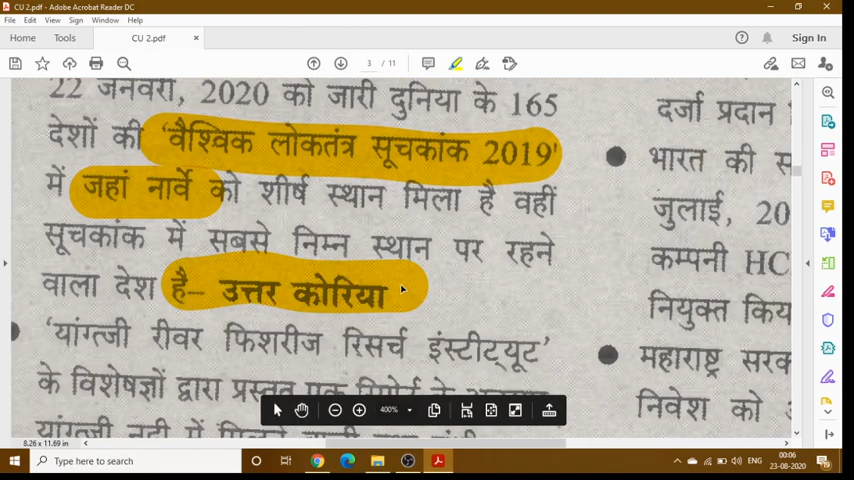 CU 2.pdf - Adobe Acrobat Reader DC
File Edit View Sign Window Help
Home Tools CU 2.pdf × Sign In
3 / 11
22 जनवरी, 2020 को जारी दुनिया के 165
देशों की 'वैश्विक लोकतंत्र सूचकांक 2019'
में जहां नार्वे को शीर्ष स्थान मिला है वहीं
सूचकांक में सबसे निम्न स्थान पर रहने
वाला देश है– उत्तर कोरिया
'यांग्त्जी रीवर फिशरीज रिसर्च इंस्टीट्यूट'
के विशेषज्ञों द्वारा प्रस्तुत एक रिपोर्ट के अनुसार
यांग्त्जी नदी में
दर्जा प्रदान
भारत की
जुलाई, 20
कम्पनी HC
नियुक्त किय
महाराष्ट्र सरक
निवेश को
400%
8.26 x 11.69 in
Type here to search
ENG
00:06
23-08-2020